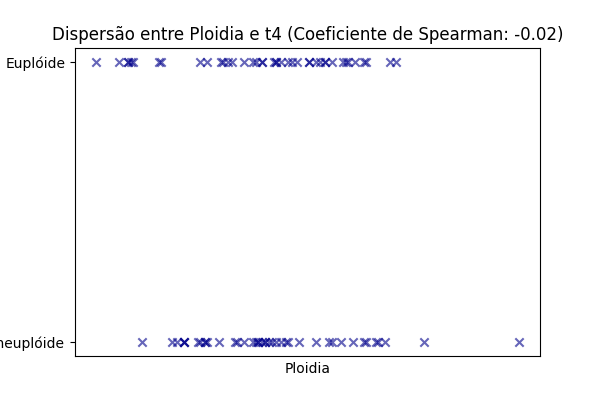 Dispersão entre Ploidia e t4 (Coeficiente de Spearman: -0.02)
Euplóide
neuplóide
Ploidia